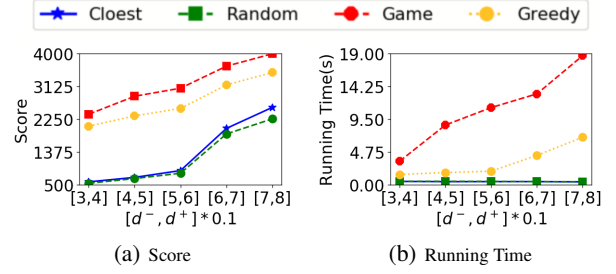 Cloest Random Game Greedy
4000
3125
2250
1375
500
Score
[3,4] [4,5] [5,6] [6,7] [7,8]
[d⁻, d⁺]*0.1
(a) Score
19.00
14.25
9.50
4.75
0.00
Running Time(s)
[3,4] [4,5] [5,6] [6,7] [7,8]
[d⁻, d⁺]*0.1
(b) Running Time